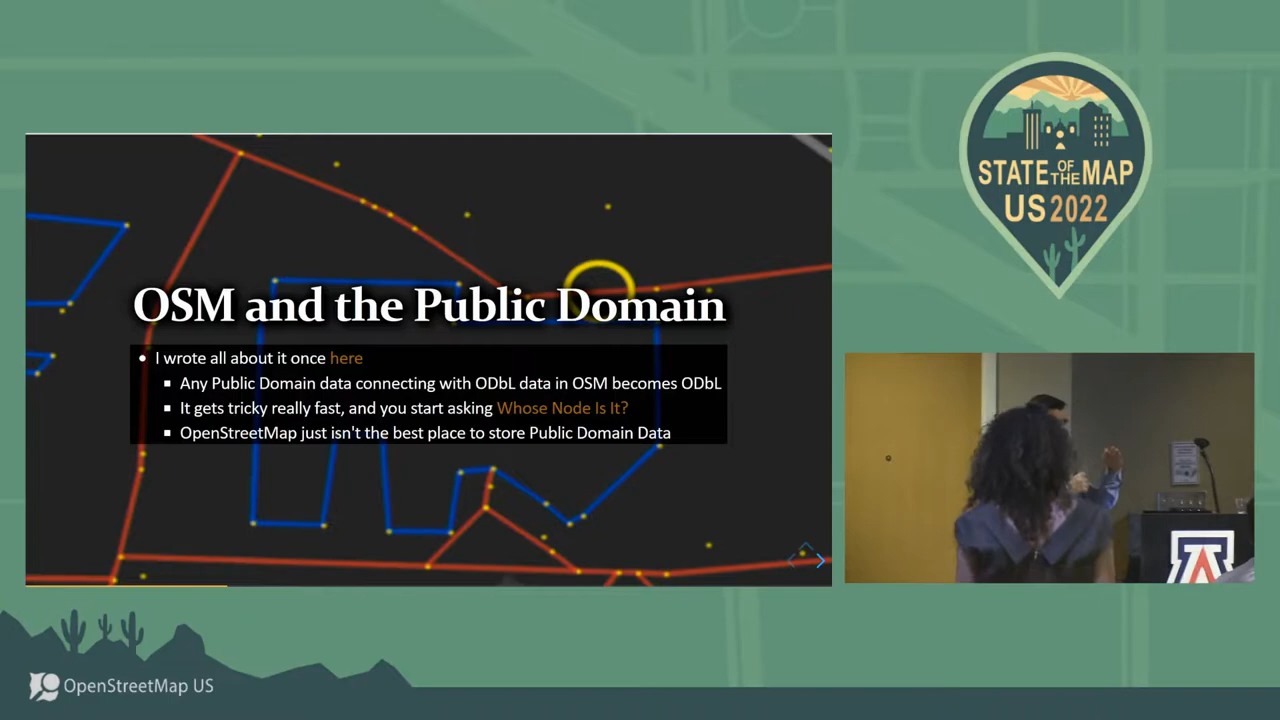 STATE OF THE MAP
US 2022
OSM and the Public Domain
I wrote all about it once here
Any Public Domain data connecting with ODbL data in OSM becomes ODbL
It gets tricky really fast, and you start asking Whose Node Is It?
OpenStreetMap just isn't the best place to store Public Domain Data
A
OpenStreetMap US